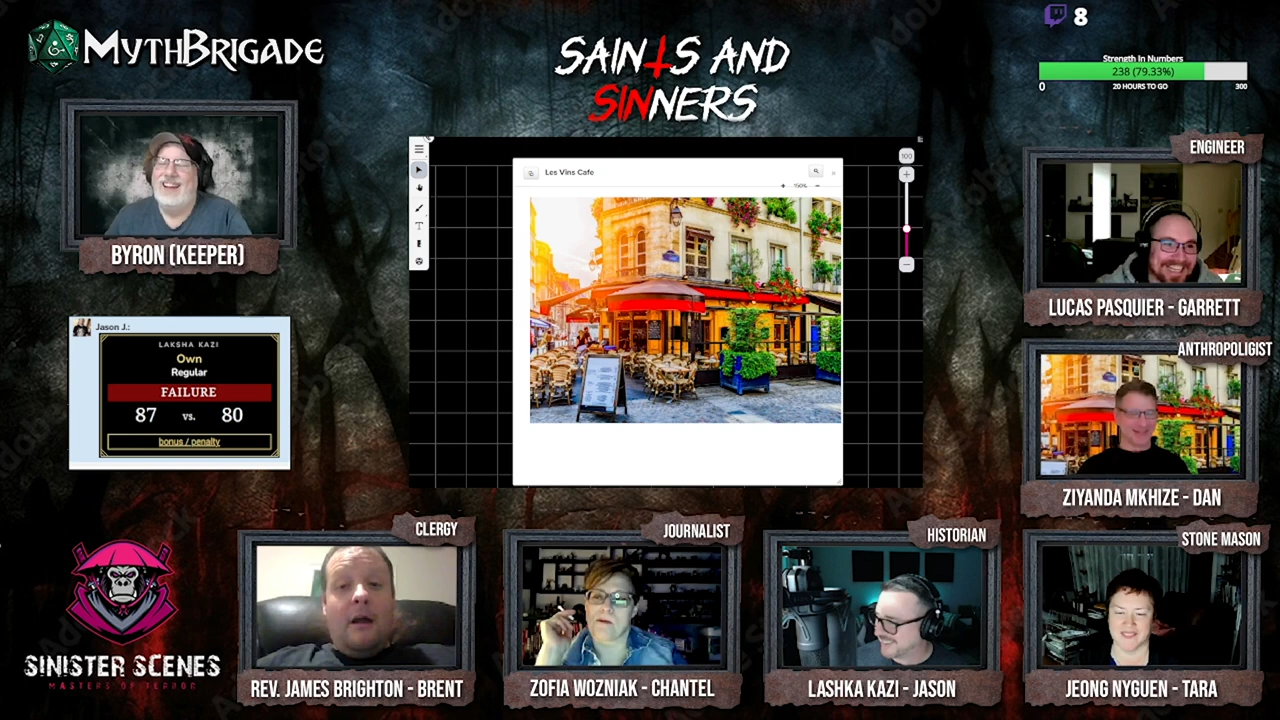 MYTHBRIGADE
SAINTS AND
SINNERS
8
Strength In Numbers
238 (79.33%)
0
20 HOURS TO GO
300
BYRON (KEEPER)
Les Vins Cafe
150%
100
ENGINEER
LUCAS PASQUIER - GARRETT
Jason J.:
LAKSHA KAZI
Own
Regular
FAILURE
87 vs. 80
bonus / penalty
ANTHROPOLIGIST
ZIYANDA MKHIZE - DAN
CLERGY
REV. JAMES BRIGHTON - BRENT
JOURNALIST
ZOFIA WOZNIAK - CHANTEL
HISTORIAN
LASHKA KAZI - JASON
STONE MASON
JEONG NYGUEN - TARA
SINISTER SCENES
MASTERS OF TERROR